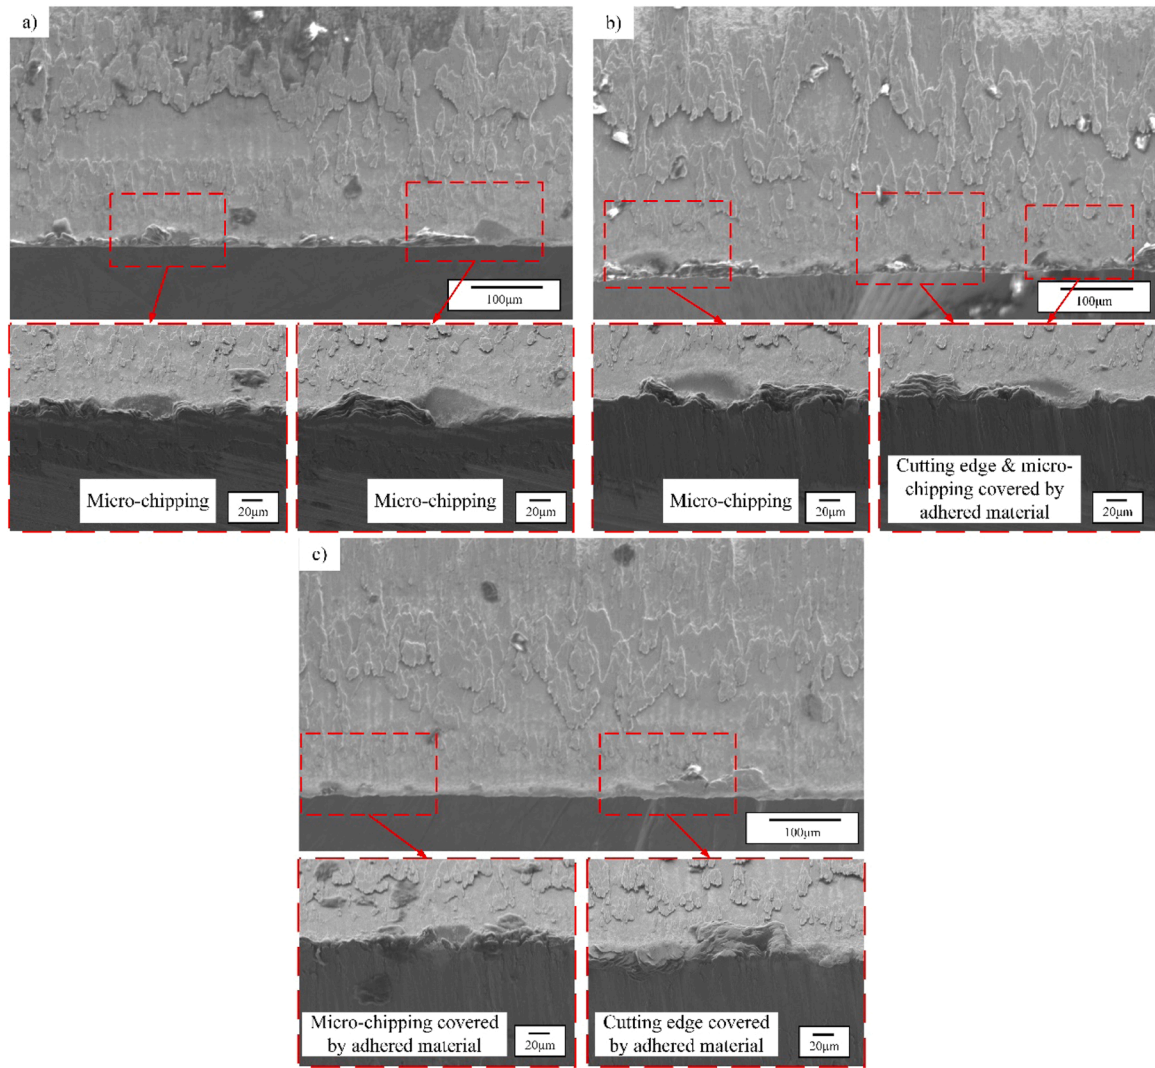 a)
b)
100μm
100μm
Micro-chipping
20μm
Micro-chipping
20μm
Micro-chipping
20μm
Cutting edge & micro-
chipping covered by
adhered material
20μm
c)
100μm
Micro-chipping covered
by adhered material
20μm
Cutting edge covered
by adhered material
20μm